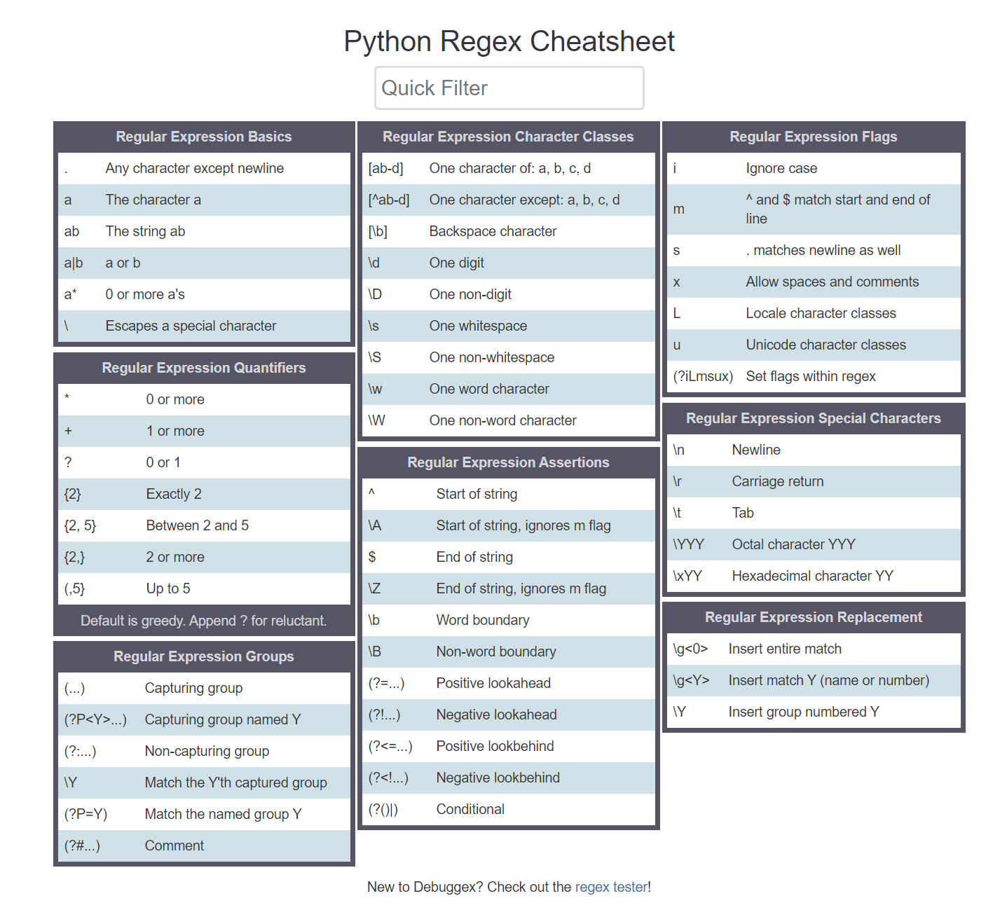 Python Regex Cheatsheet
Quick Filter
Regular Expression Basics
. Any character except newline
a The character a
ab The string ab
a|b a or b
a* 0 or more a's
\ Escapes a special character
Regular Expression Quantifiers
* 0 or more
+ 1 or more
? 0 or 1
{2} Exactly 2
{2, 5} Between 2 and 5
{2,} 2 or more
(,5} Up to 5
Default is greedy. Append ? for reluctant.
Regular Expression Groups
(...) Capturing group
(?P<Y>...) Capturing group named Y
(?:...) Non-capturing group
\Y Match the Y'th captured group
(?P=Y) Match the named group Y
(?#...) Comment
Regular Expression Character Classes
[ab-d] One character of: a, b, c, d
[^ab-d] One character except: a, b, c, d
[\b] Backspace character
\d One digit
\D One non-digit
\s One whitespace
\S One non-whitespace
\w One word character
\W One non-word character
Regular Expression Assertions
^ Start of string
\A Start of string, ignores m flag
$ End of string
\Z End of string, ignores m flag
\b Word boundary
\B Non-word boundary
(?=...) Positive lookahead
(?!...) Negative lookahead
(?<=...) Positive lookbehind
(?<!...) Negative lookbehind
(?()|) Conditional
Regular Expression Flags
i Ignore case
m ^ and $ match start and end of
line
s . matches newline as well
x Allow spaces and comments
L Locale character classes
u Unicode character classes
(?iLmsux) Set flags within regex
Regular Expression Special Characters
\n Newline
\r Carriage return
\t Tab
\YYY Octal character YYY
\xYY Hexadecimal character YY
Regular Expression Replacement
\g<0> Insert entire match
\g<Y> Insert match Y (name or number)
\Y Insert group numbered Y
New to Debuggex? Check out the regex tester!